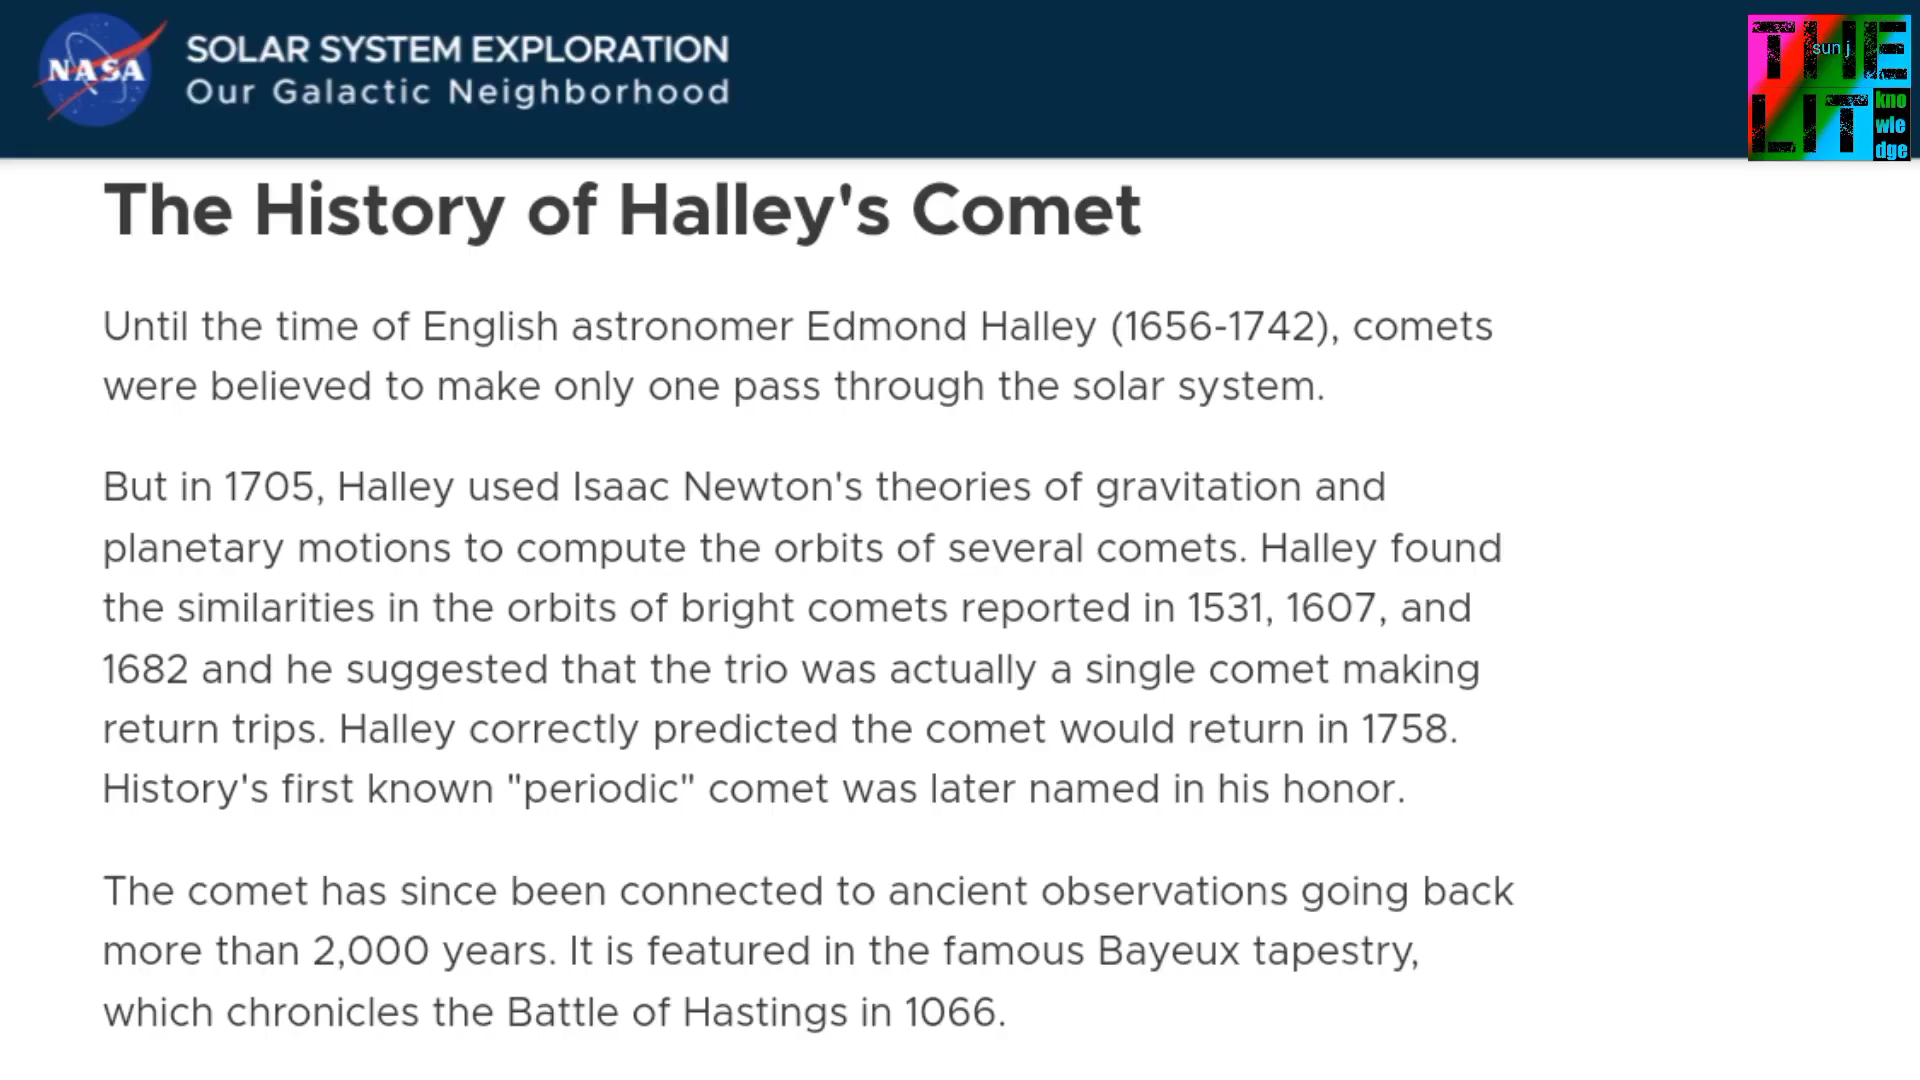 NASA
SOLAR SYSTEM EXPLORATION
Our Galactic Neighborhood
THE
sun j
LIT
kno
wle
dge
The History of Halley's Comet
Until the time of English astronomer Edmond Halley (1656-1742), comets
were believed to make only one pass through the solar system.
But in 1705, Halley used Isaac Newton's theories of gravitation and
planetary motions to compute the orbits of several comets. Halley found
the similarities in the orbits of bright comets reported in 1531, 1607, and
1682 and he suggested that the trio was actually a single comet making
return trips. Halley correctly predicted the comet would return in 1758.
History's first known "periodic" comet was later named in his honor.
The comet has since been connected to ancient observations going back
more than 2,000 years. It is featured in the famous Bayeux tapestry,
which chronicles the Battle of Hastings in 1066.